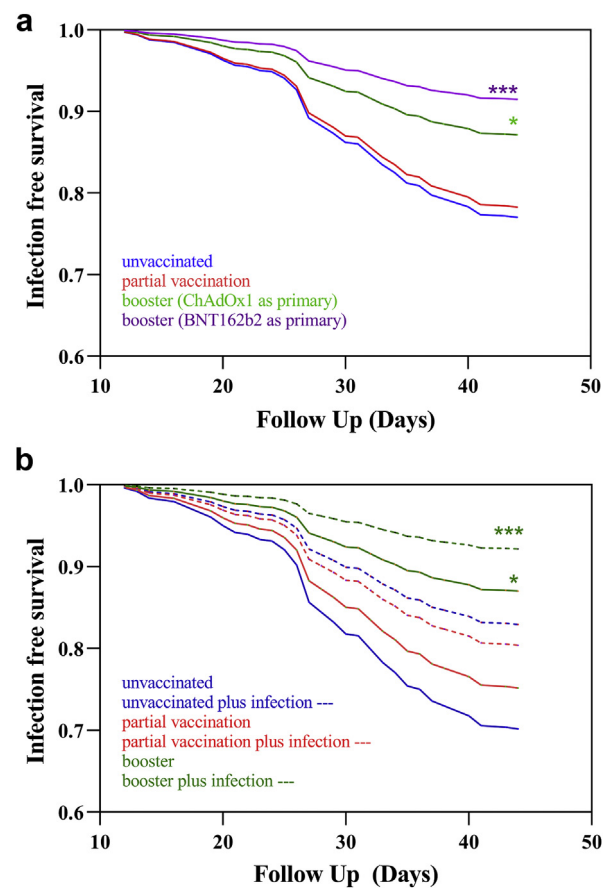 a
1.0
***
0.9
*
Infection free survival
0.8
unvaccinated
0.7
partial vaccination
booster (ChAdOx1 as primary)
booster (BNT162b2 as primary)
0.6
10 20 30 40 50
Follow Up (Days)
b
1.0
***
0.9
*
Infection free survival
0.8
unvaccinated
unvaccinated plus infection ---
0.7
partial vaccination
partial vaccination plus infection ---
booster
booster plus infection ---
0.6
10 20 30 40 50
Follow Up (Days)